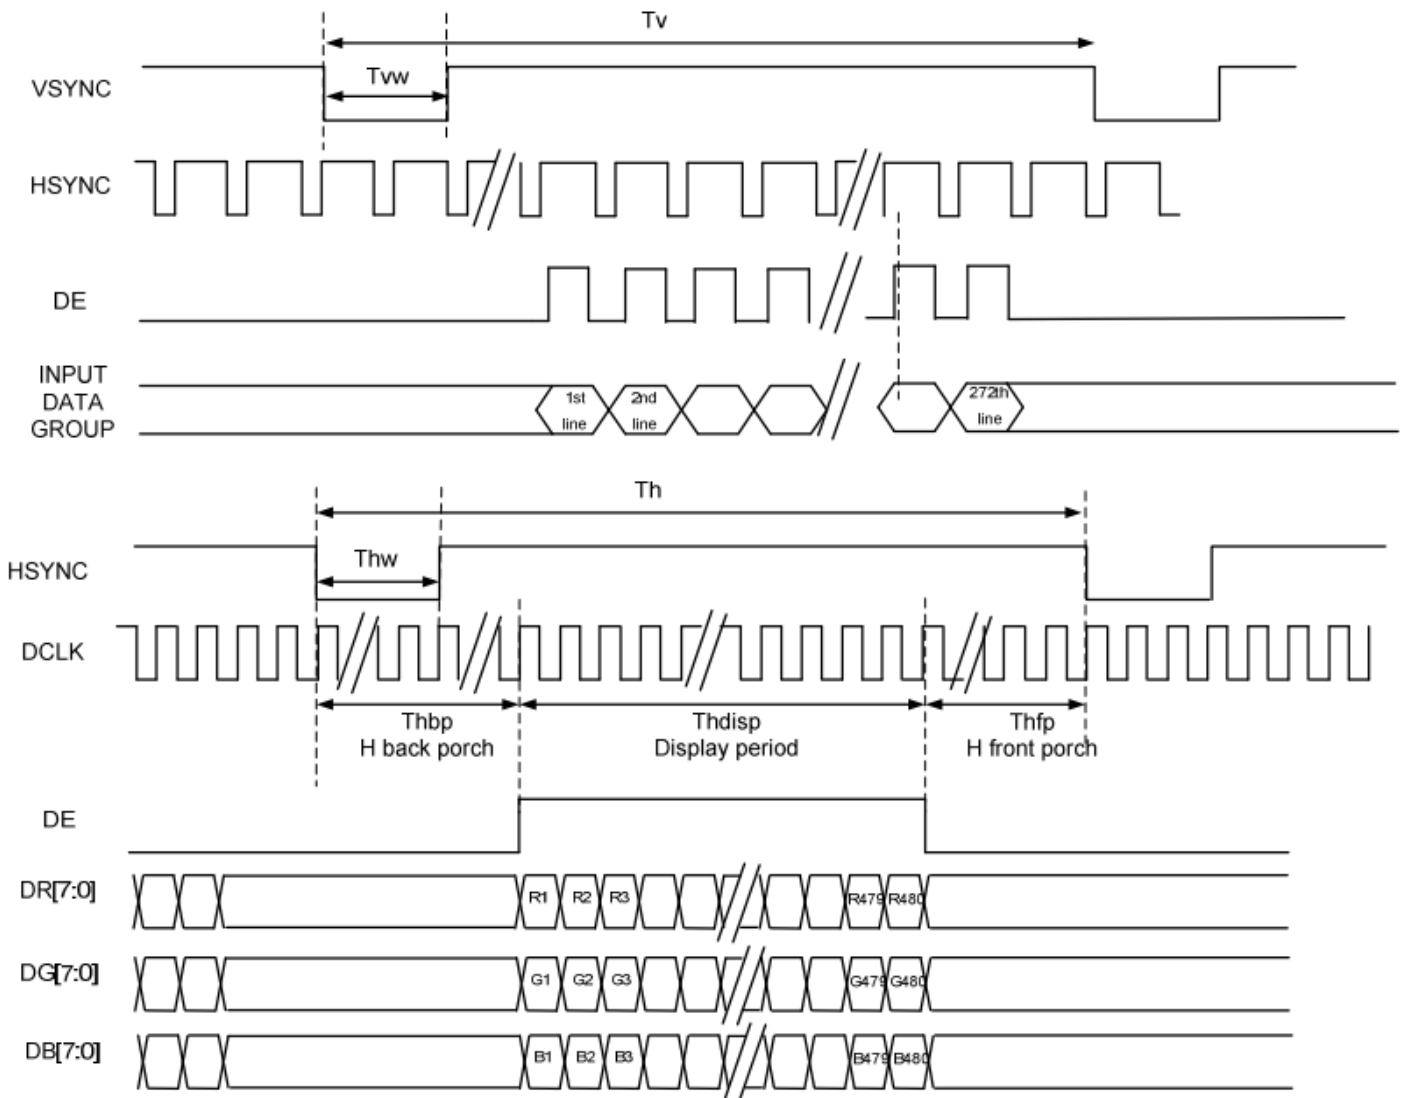 Tv
VSYNC
Tvw
HSYNC
DE
INPUT
DATA
GROUP
1st
line
2nd
line
272th
line
Th
HSYNC
Thw
DCLK
Thbp
H back porch
Thdisp
Display period
Thfp
H front porch
DE
DR[7:0]
R1 R2 R3 R479 R480
DG[7:0]
G1 G2 G3 G479 G480
DB[7:0]
B1 B2 B3 B479 B480